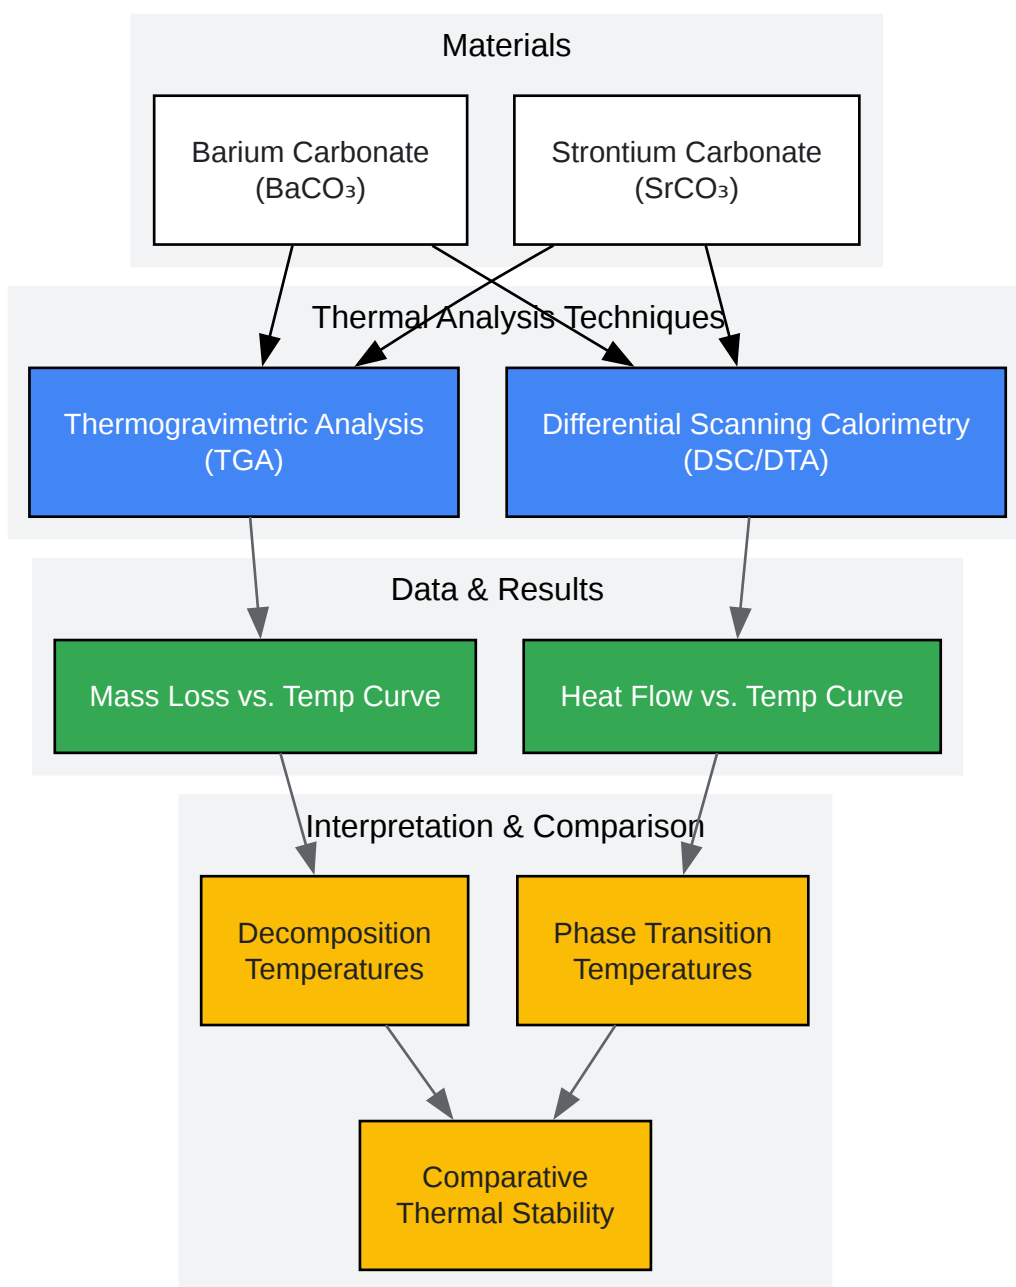 Materials
Barium Carbonate
(BaCO₃)
Strontium Carbonate
(SrCO₃)
Thermal Analysis Techniques
Thermogravimetric Analysis
(TGA)
Differential Scanning Calorimetry
(DSC/DTA)
Data & Results
Mass Loss vs. Temp Curve
Heat Flow vs. Temp Curve
Interpretation & Comparison
Decomposition
Temperatures
Phase Transition
Temperatures
Comparative
Thermal Stability